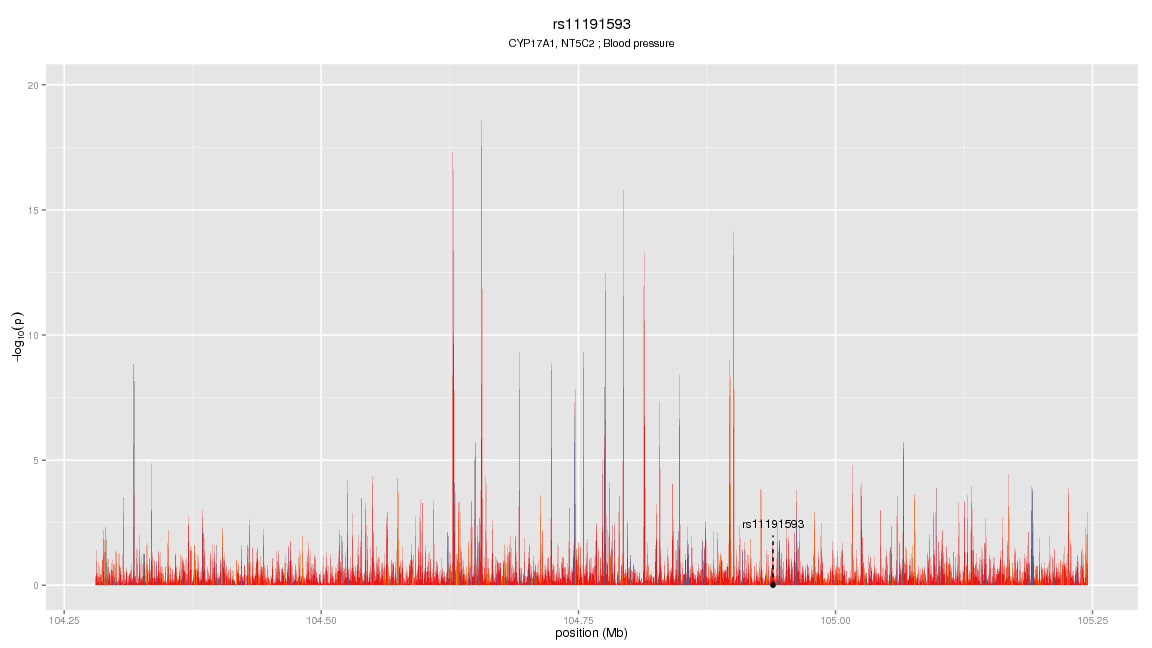 rs11191593
CYP17A1, NT5C2 ; Blood pressure
20
15
10
5
0
−log10(p)
rs11191593
104.25 104.50 104.75 105.00 105.25
position (Mb)